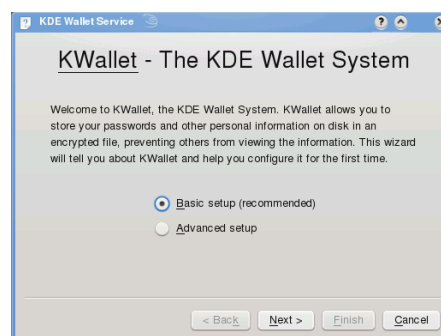 KDE Wallet Service
KWallet - The KDE Wallet System
Welcome to KWallet, the KDE Wallet System. KWallet allows you to
store your passwords and other personal information on disk in an
encrypted file, preventing others from viewing the information. This wizard
will tell you about KWallet and help you configure it for the first time.
Basic setup (recommended)
Advanced setup
< Back Next > Finish Cancel